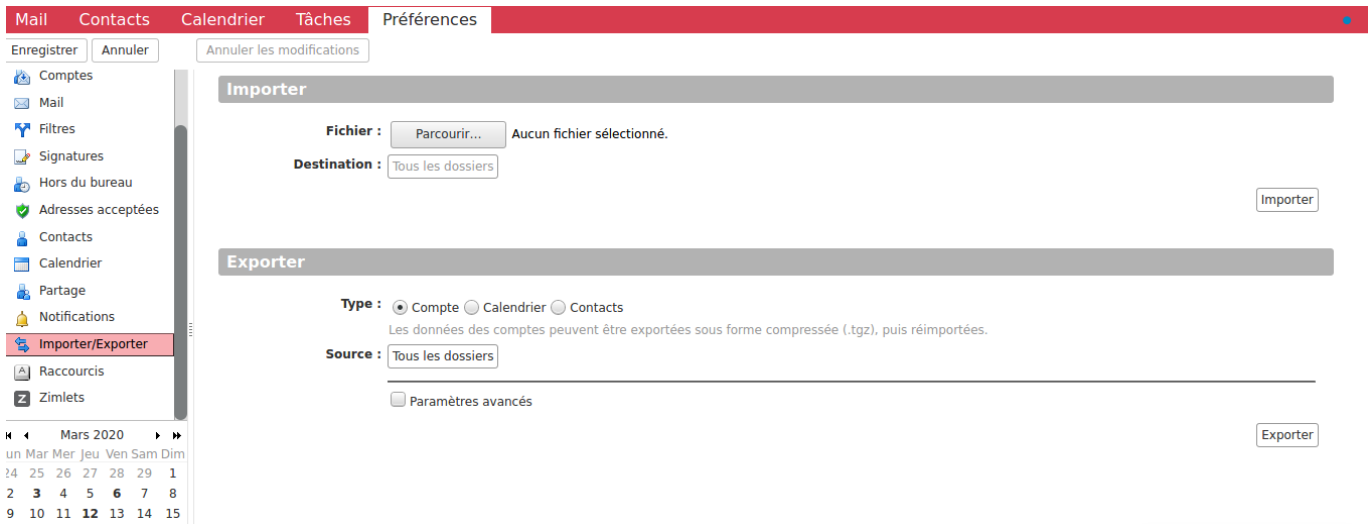 Mail Contacts Calendrier Tâches Préférences
Enregistrer Annuler Annuler les modifications
Comptes
Mail
Filtres
Signatures
Hors du bureau
Adresses acceptées
Contacts
Calendrier
Partage
Notifications
Importer/Exporter
Raccourcis
Zimlets
Mars 2020
un Mar Mer Jeu Ven Sam Dim
24 25 26 27 28 29 1
2 3 4 5 6 7 8
9 10 11 12 13 14 15
Importer
Fichier : Parcourir... Aucun fichier sélectionné.
Destination : Tous les dossiers
Importer
Exporter
Type : Compte Calendrier Contacts
Les données des comptes peuvent être exportées sous forme compressée (.tgz), puis réimportées.
Source : Tous les dossiers
Paramètres avancés
Exporter